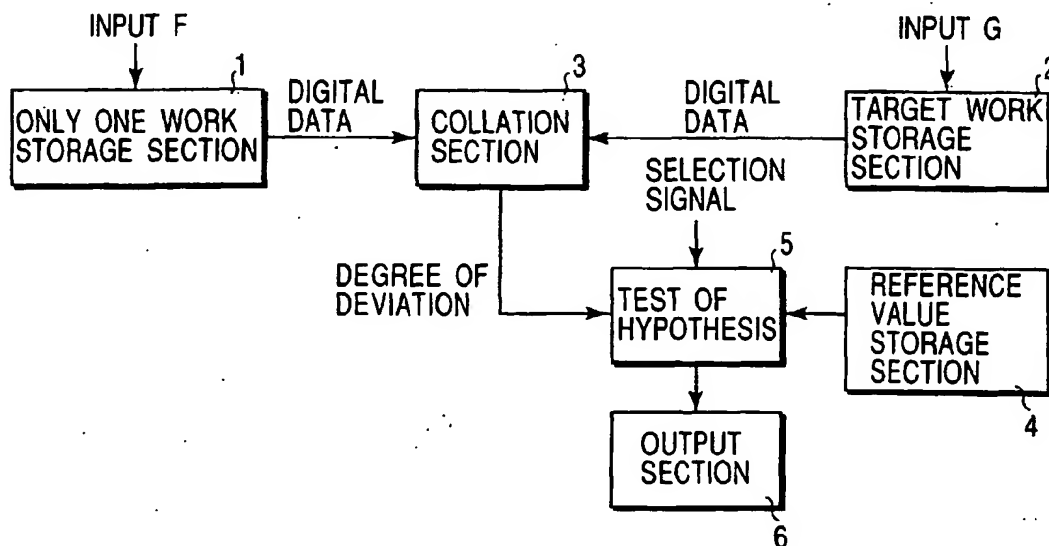 INPUT F
INPUT G
1
3
2
ONLY ONE WORK
STORAGE SECTION
DIGITAL
DATA
COLLATION
SECTION
DIGITAL
DATA
TARGET WORK
STORAGE
SECTION
SELECTION
SIGNAL
5
DEGREE OF
DEVIATION
TEST OF
HYPOTHESIS
REFERENCE
VALUE
STORAGE
SECTION
4
OUTPUT
SECTION
6